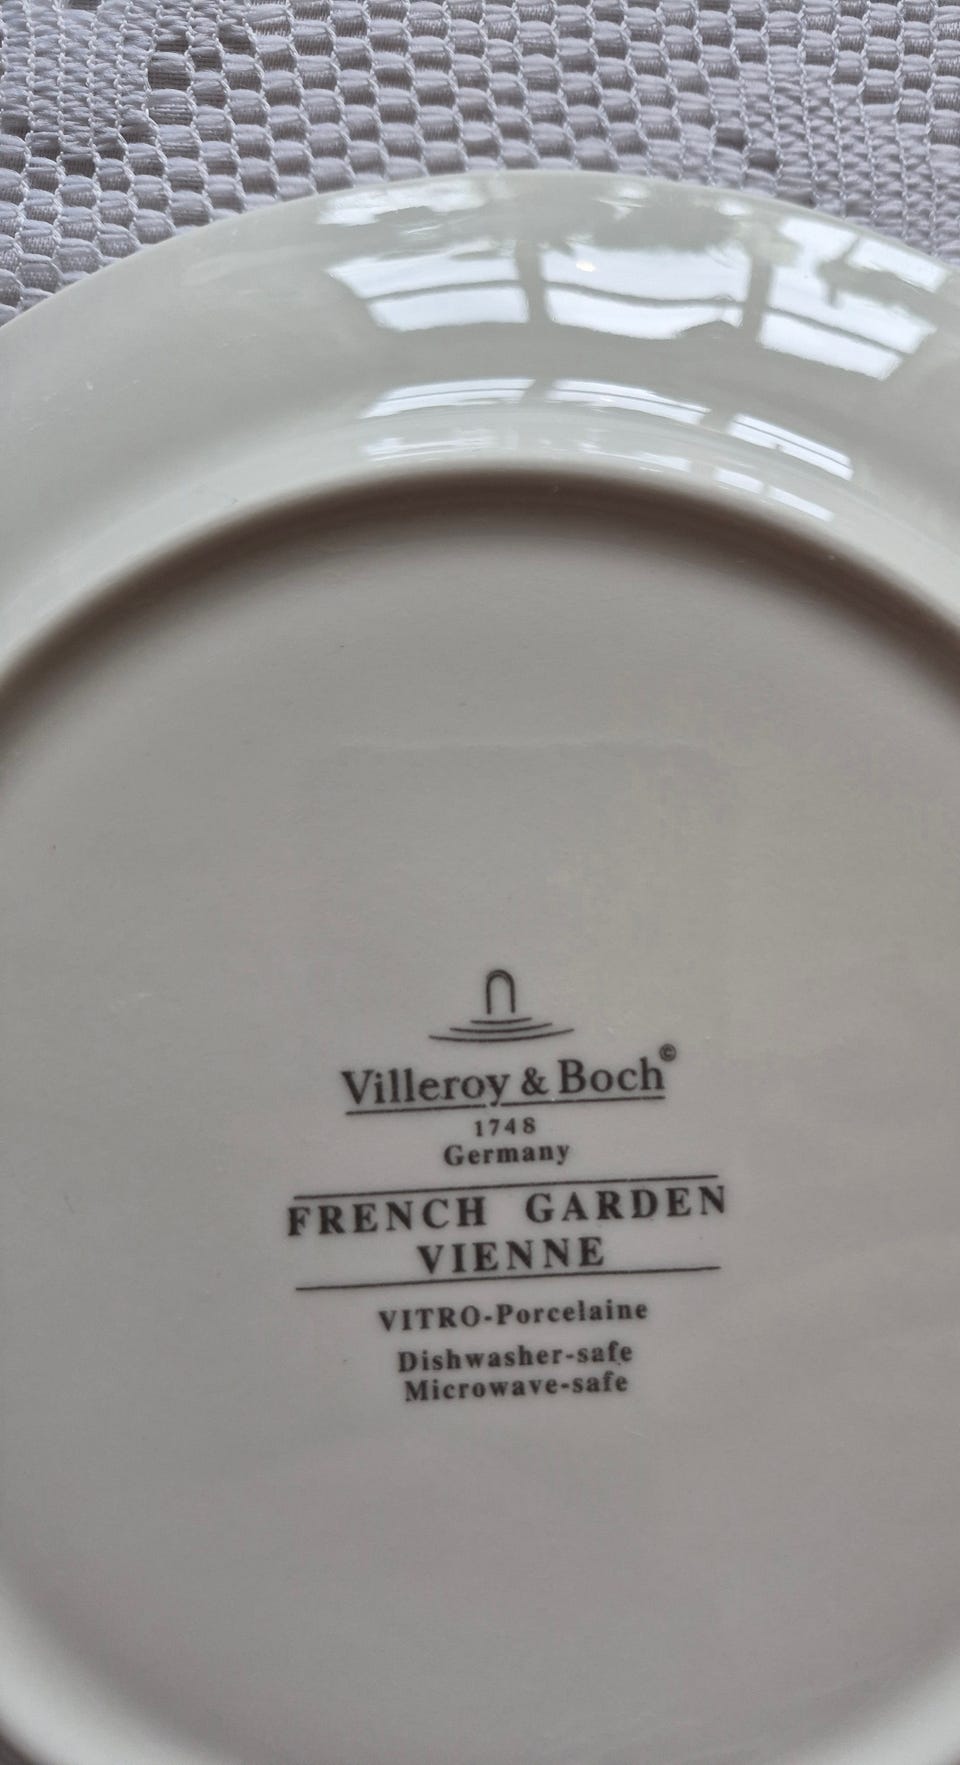 Villeroy & Boch©
1748
Germany
FRENCH GARDEN
VIENNE
VITRO-Porcelaine
Dishwasher-safe
Microwave-safe